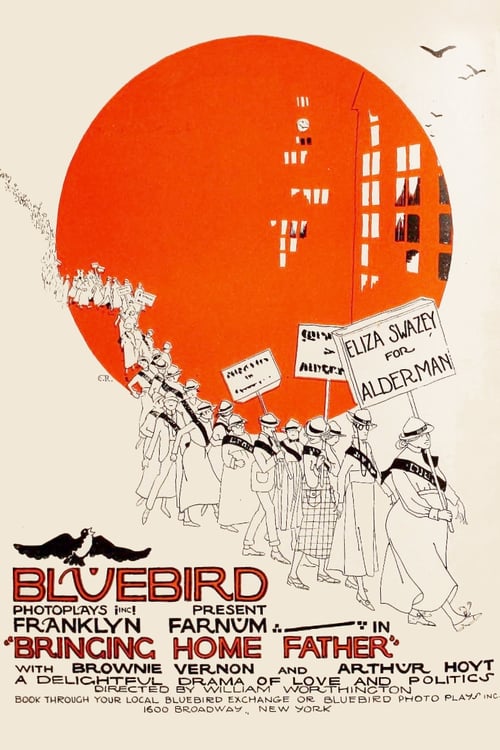 ELIZA SWAZEY
FOR
ALDERMAN
C.R.
BLUEBIRD
PHOTOPLAYS (INC.) PRESENT
FRANKLYN FARNUM IN
"BRINGING HOME FATHER"
WITH BROWNIE VERNON AND ARTHUR HOYT
A DELIGHTFUL DRAMA OF LOVE AND POLITICS
DIRECTED BY WILLIAM WORTHINGTON
BOOK THROUGH YOUR LOCAL BLUEBIRD EXCHANGE OR BLUEBIRD PHOTO PLAYS INC.
1600 BROADWAY, NEW YORK